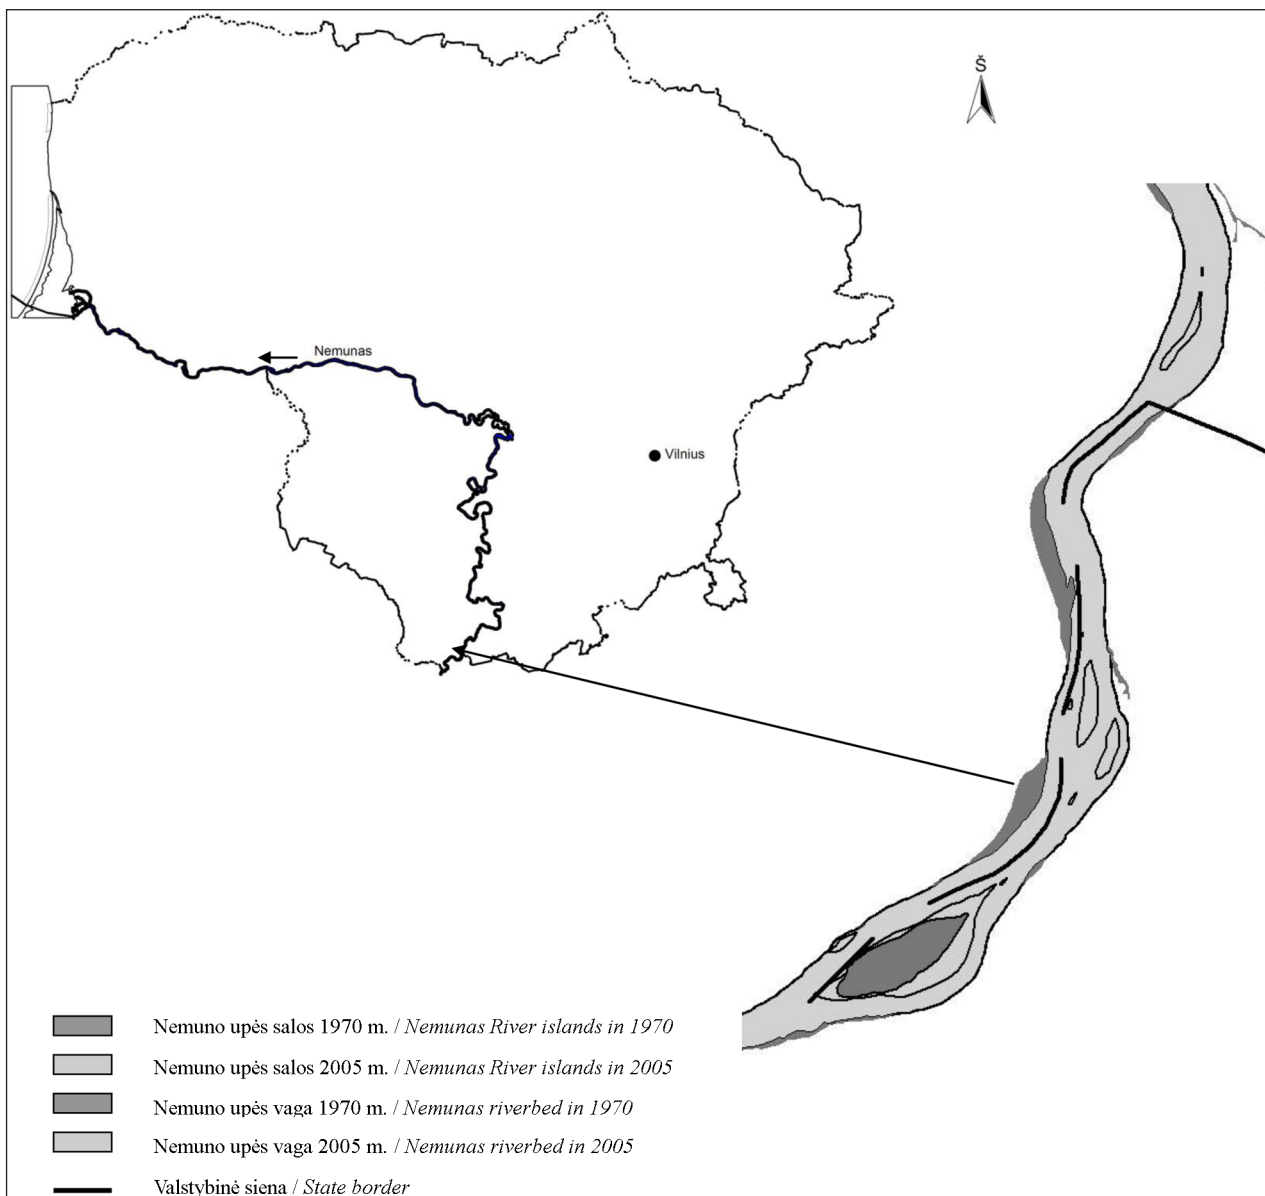 Š
Nemunas
Vilnius
Nemuno upės salos 1970 m. / Nemunas River islands in 1970
Nemuno upės salos 2005 m. / Nemunas River islands in 2005
Nemuno upės vaga 1970 m. / Nemunas riverbed in 1970
Nemuno upės vaga 2005 m. / Nemunas riverbed in 2005
Valstybinė siena / State border